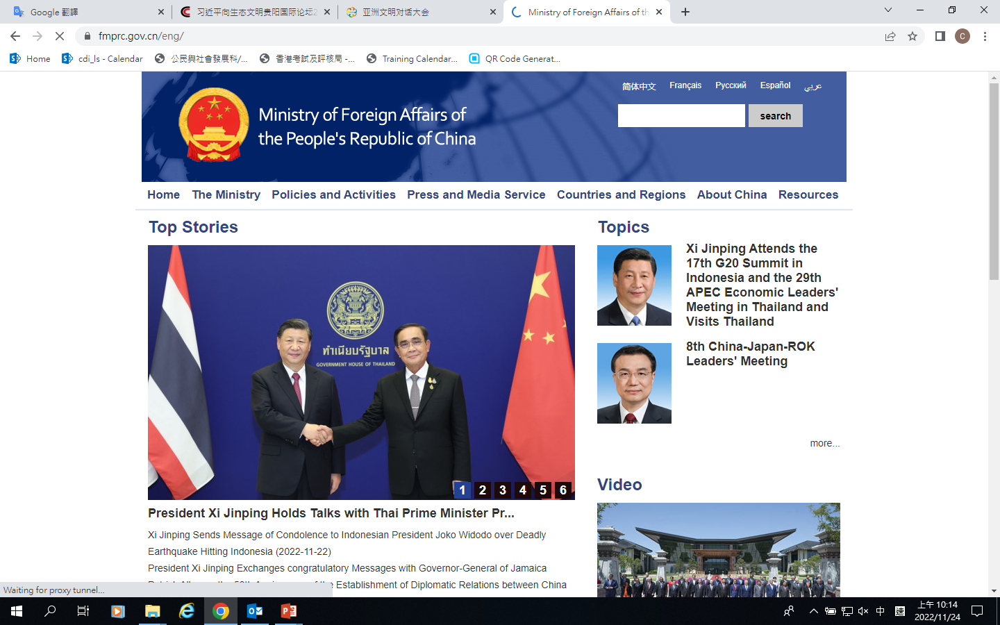 Google 翻譯
习近平向生态文明贵阳国际论坛2
亚洲文明对话大会
Ministry of Foreign Affairs of th
fmprc.gov.cn/eng/
C
Home
cdi_ls - Calendar
公民與社會發展科/...
香港考試及評核局 -...
Training Calendar...
QR Code Generat...
简体中文 Français Русский Español عربي
Ministry of Foreign Affairs of
the People's Republic of China
search
Home The Ministry Policies and Activities Press and Media Service Countries and Regions About China Resources
Top Stories
ทำเนียบรัฐบาล
GOVERNMENT HOUSE OF THAILAND
1 2 3 4 5 6
President Xi Jinping Holds Talks with Thai Prime Minister Pr...
Xi Jinping Sends Message of Condolence to Indonesian President Joko Widodo over Deadly
Earthquake Hitting Indonesia (2022-11-22)
President Xi Jinping Exchanges congratulatory Messages with Governor-General of Jamaica
Establishment of Diplomatic Relations between China
Topics
Xi Jinping Attends the
17th G20 Summit in
Indonesia and the 29th
APEC Economic Leaders'
Meeting in Thailand and
Visits Thailand
8th China-Japan-ROK
Leaders' Meeting
more...
Video
Waiting for proxy tunnel...
中
速
上午 10:14
2022/11/24